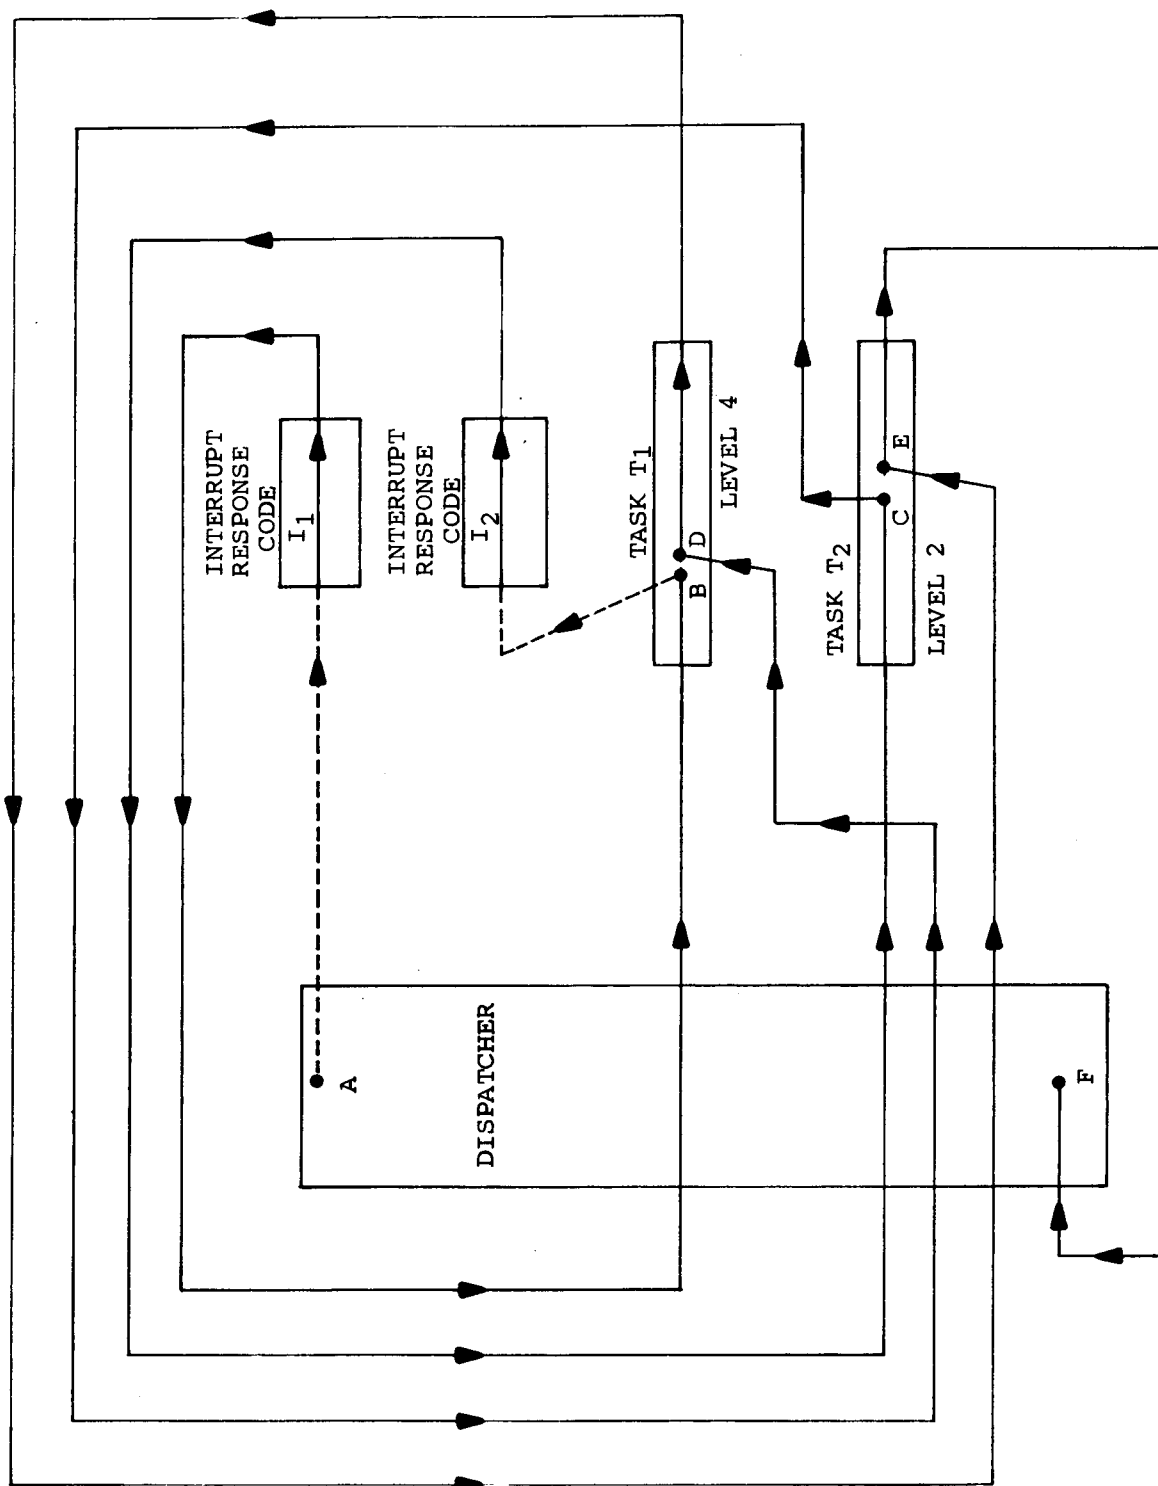 INTERRUPT
RESPONSE
CODE
I1
INTERRUPT
RESPONSE
CODE
I2
TASK T1
B
D
LEVEL 4
TASK T2
C
E
LEVEL 2
A
DISPATCHER
F